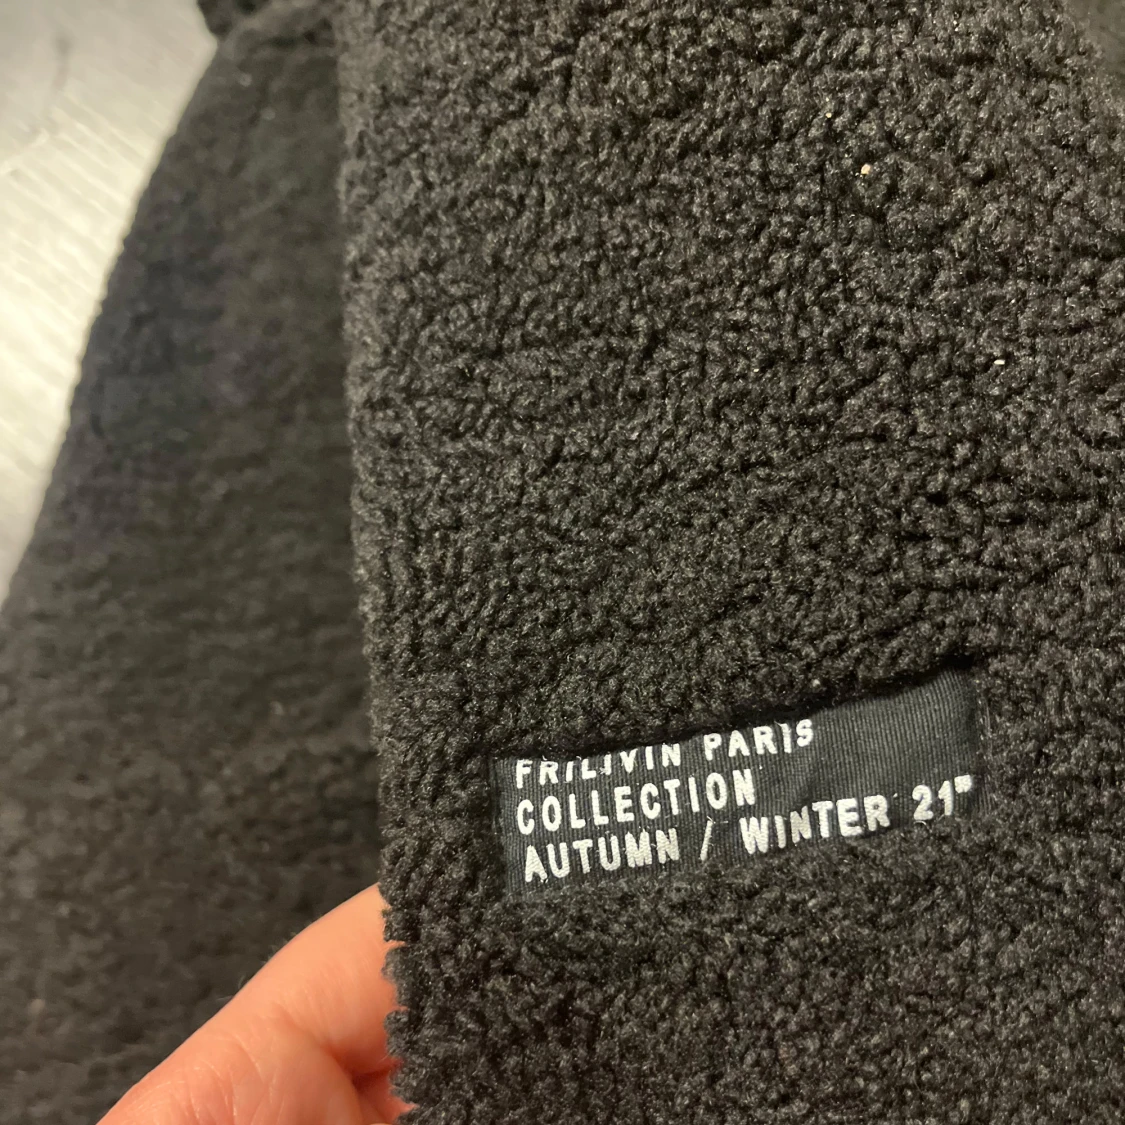 FRILIVIN PARIS
COLLECTION
AUTUMN / WINTER 21"